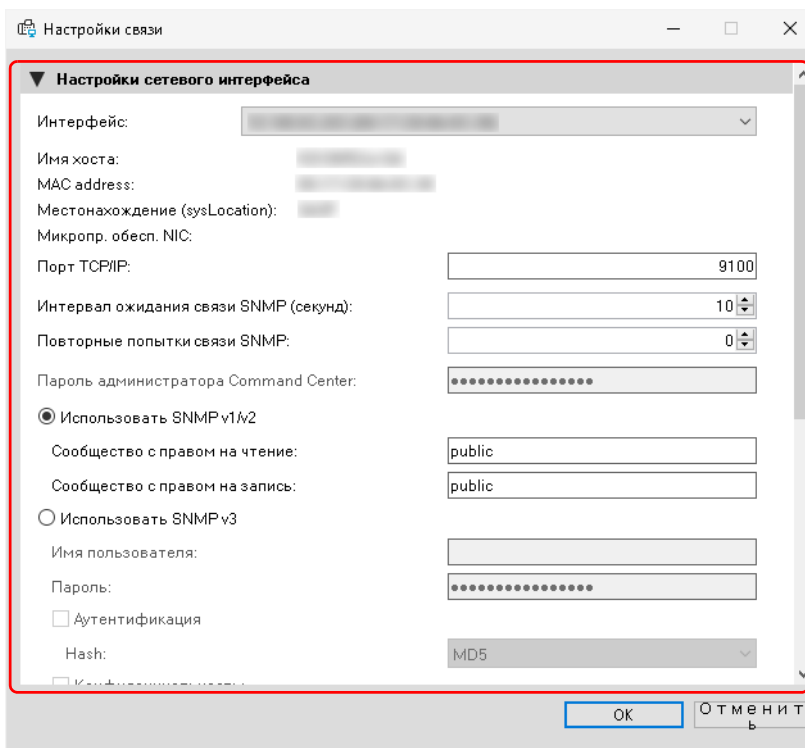 Настройки связи
Настройки сетевого интерфейса
Интерфейс:
Имя хоста:
MAC address:
Местонахождение (sysLocation):
Микропр. обесп. NIC:
Порт TCP/IP: 9100
Интервал ожидания связи SNMP (секунд): 10
Повторные попытки связи SNMP: 0
Пароль администратора Command Center: ●●●●●●●●●●●●●●●●
Использовать SNMP v1/v2
Сообщество с правом на чтение: public
Сообщество с правом на запись: public
Использовать SNMP v3
Имя пользователя:
Пароль: ●●●●●●●●●●●●●●●●
Аутентификация
Hash: MD5
OK
Отменит
ь